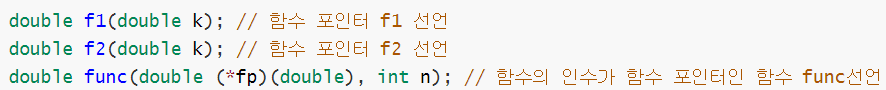 double f1(double k); // 함수 포인터 f1 선언
double f2(double k); // 함수 포인터 f2 선언
double func(double (*fp)(double), int n); // 함수의 인수가 함수 포인터인 함수 func선언